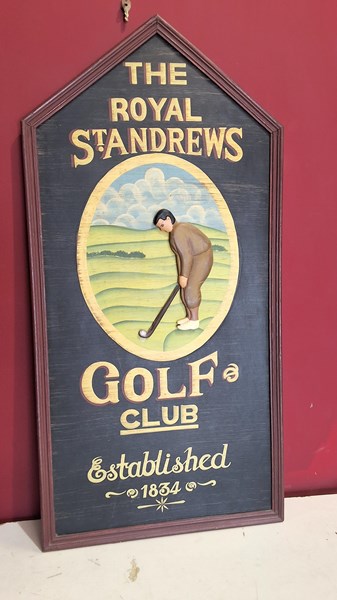 THE
ROYAL
ST. ANDREWS
GOLF
CLUB
Established
1834